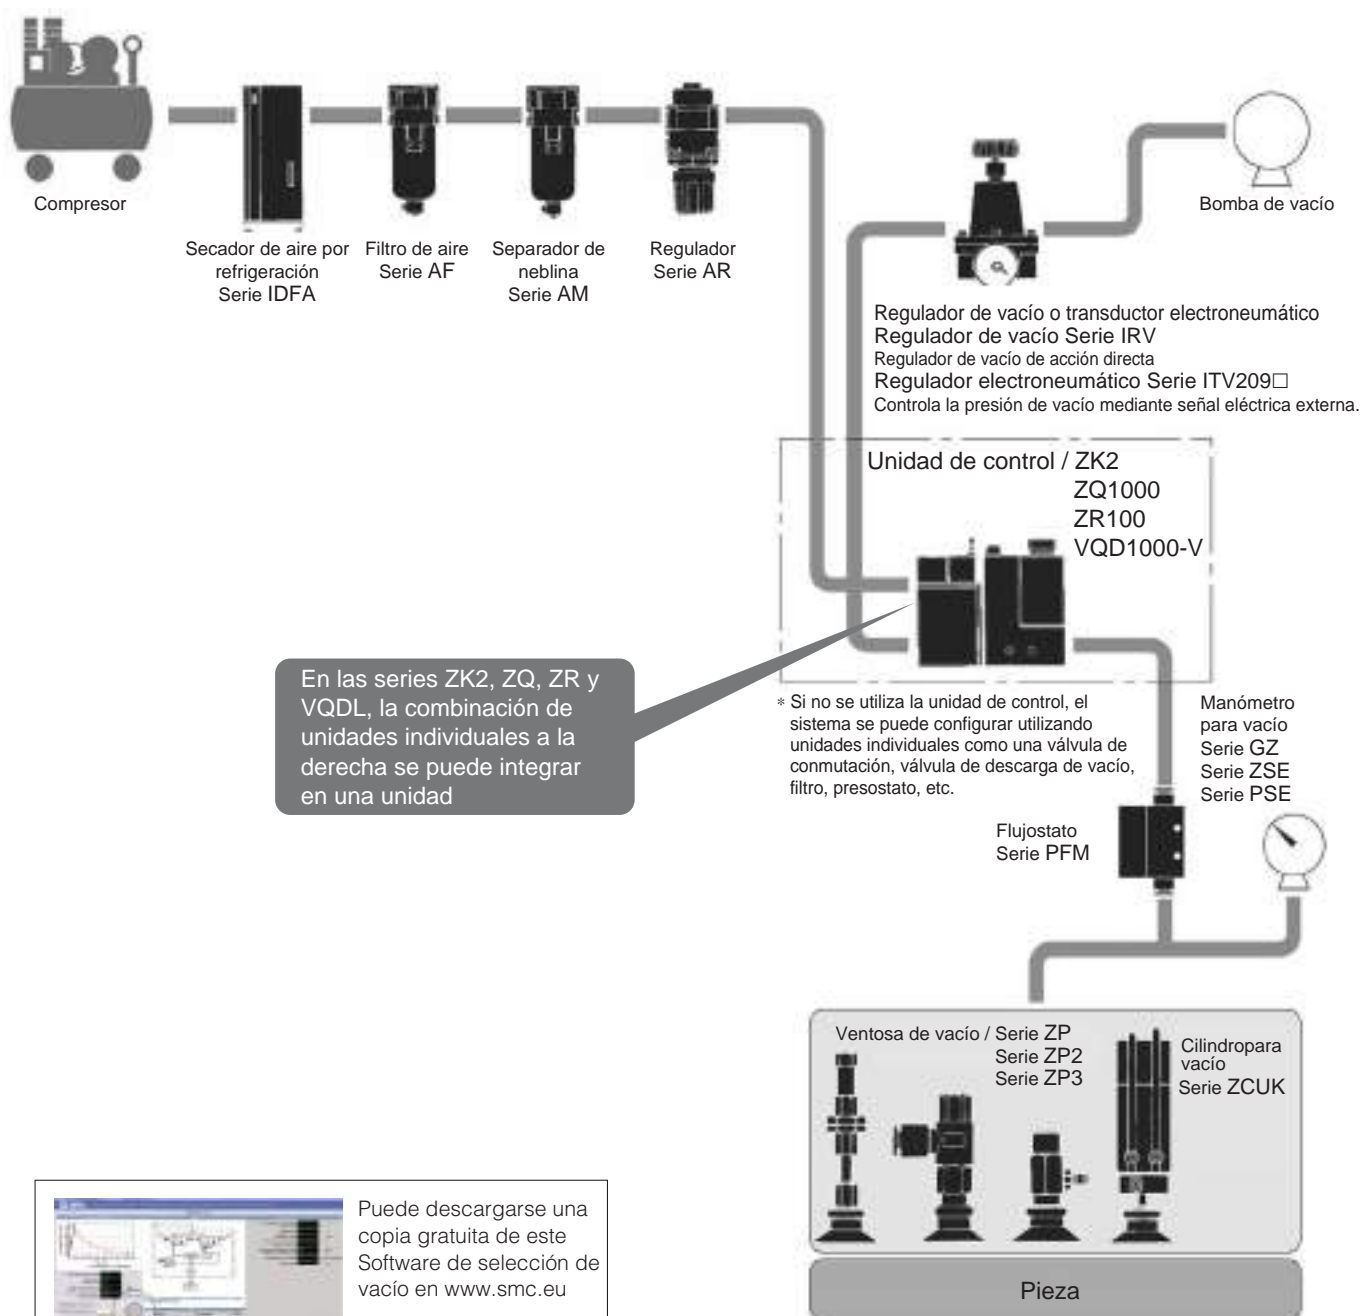 Compresor
Secador de aire por
refrigeración
Serie IDFA
Filtro de aire
Serie AF
Separador de
neblina
Serie AM
Regulador
Serie AR
Bomba de vacío
Regulador de vacío o transductor electroneumático
Regulador de vacío Serie IRV
Regulador de vacío de acción directa
Regulador electroneumático Serie ITV209□
Controla la presión de vacío mediante señal eléctrica externa.
Unidad de control / ZK2
ZQ1000
ZR100
VQD1000-V
En las series ZK2, ZQ, ZR y
VQDL, la combinación de
unidades individuales a la
derecha se puede integrar
en una unidad
* Si no se utiliza la unidad de control, el
sistema se puede configurar utilizando
unidades individuales como una válvula de
conmutación, válvula de descarga de vacío,
filtro, presostato, etc.
Manómetro
para vacío
Serie GZ
Serie ZSE
Serie PSE
Flujostato
Serie PFM
Ventosa de vacío / Serie ZP
Serie ZP2
Serie ZP3
Cilindropara
vacío
Serie ZCUK
Pieza
Puede descargarse una
copia gratuita de este
Software de selección de
vacío en www.smc.eu